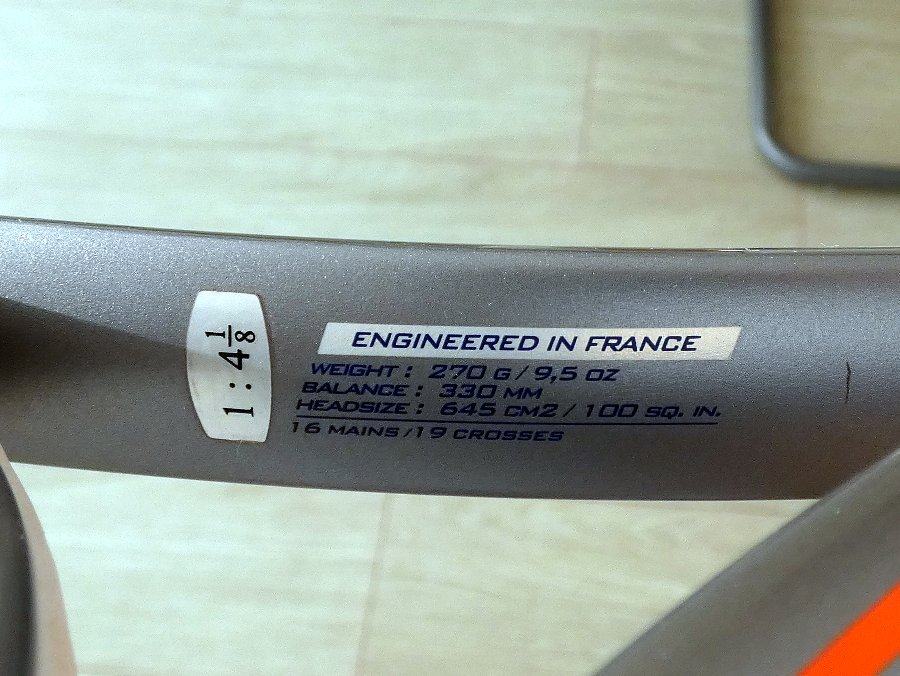 1 : 4 1/8
ENGINEERED IN FRANCE
WEIGHT : 270 G / 9,5 OZ
BALANCE : 330 MM
HEADSIZE : 645 CM2 / 100 SQ. IN.
16 MAINS /19 CROSSES